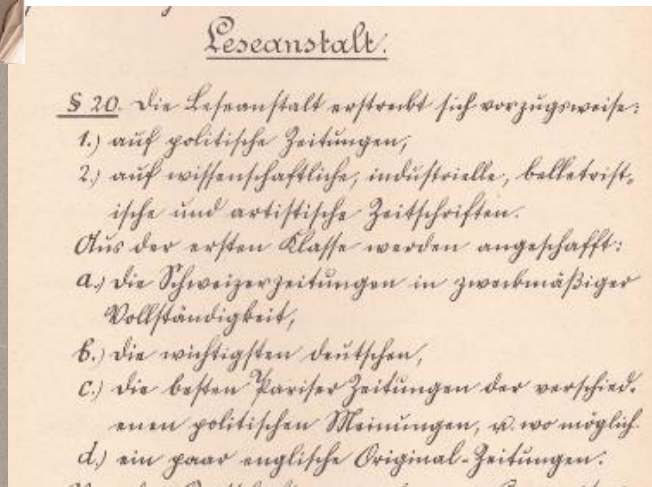 Leseanstalt.
§ 20. Die Leseanstalt erstreckt sich vorzugsweise:
1.) auf politische Zeitungen,
2.) auf wissenschaftliche, industrielle, belletrist-
ische und artistische Zeitschriften.
Aus der ersten Klasse werden angeschafft:
a.) die Schweizerzeitungen in zweckmäßiger
Vollständigkeit,
b.) die wichtigsten deutschen,
c.) die besten Pariser Zeitungen der verschied-
enen politischen Meinungen, u. wo möglich
d.) ein paar englische Original-Zeitungen.